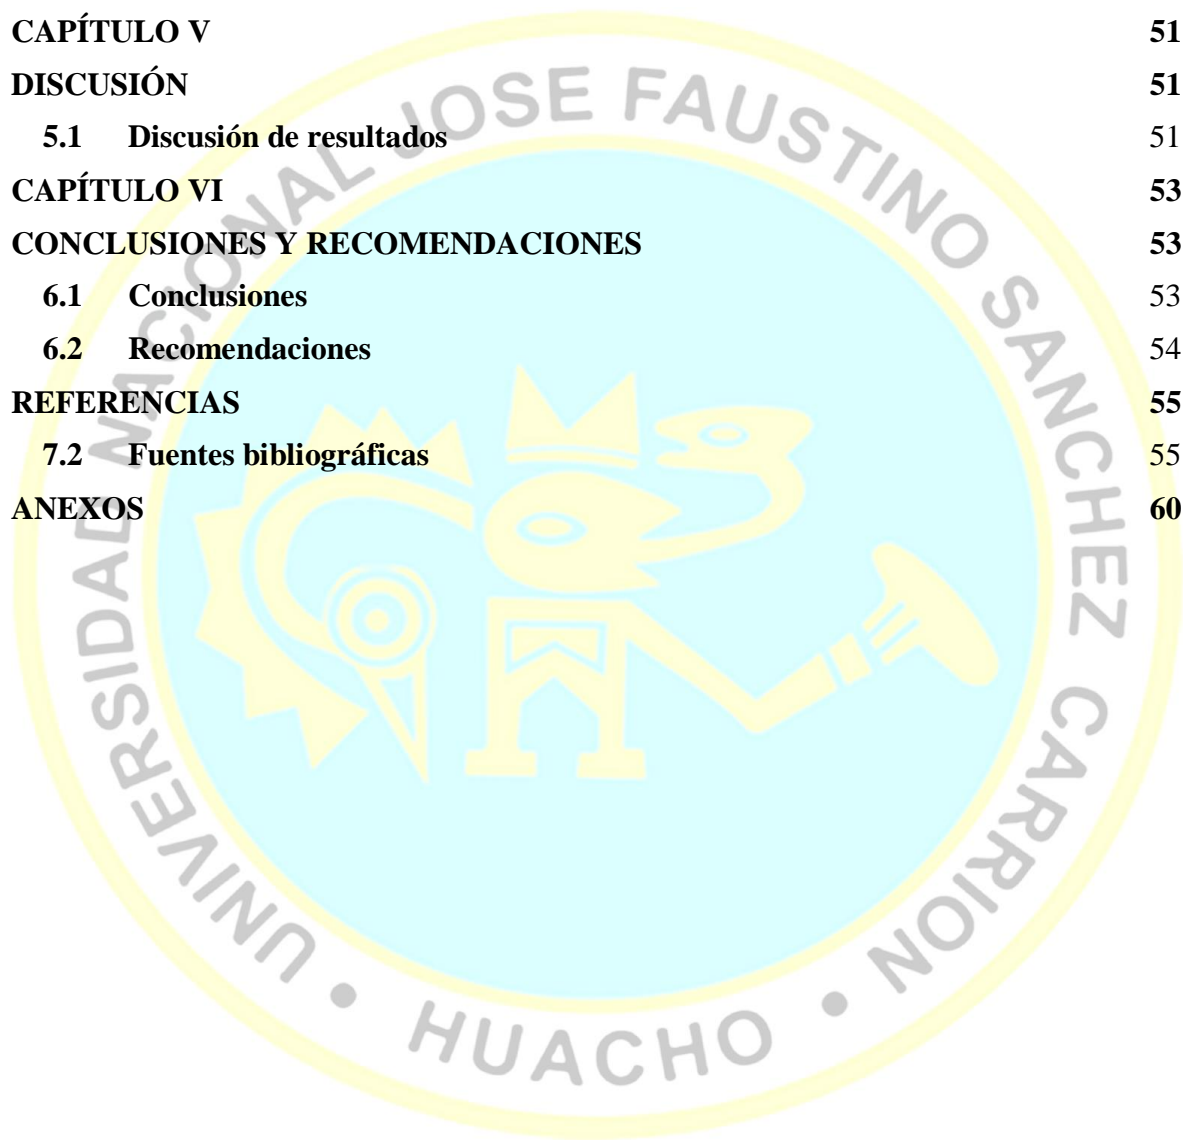 CAPÍTULO V 51
DISCUSIÓN 51
5.1 Discusión de resultados 51
CAPÍTULO VI 53
CONCLUSIONES Y RECOMENDACIONES 53
6.1 Conclusiones 53
6.2 Recomendaciones 54
REFERENCIAS 55
7.2 Fuentes bibliográficas 55
ANEXOS 60
UNIVERSIDAD NACIONAL JOSE FAUSTINO SANCHEZ CARRION • HUACHO •